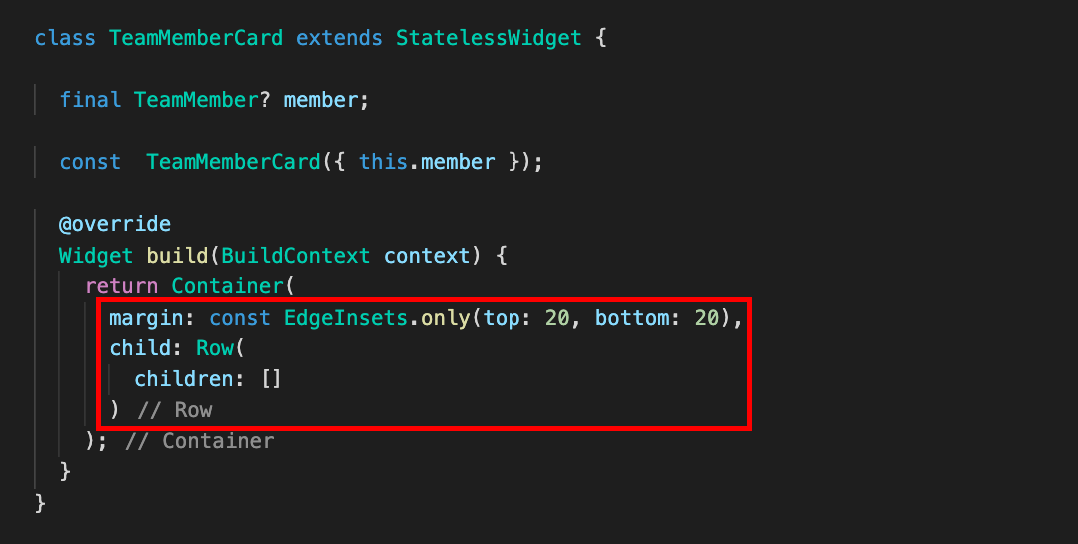 class TeamMemberCard extends StatelessWidget {
final TeamMember? member;
const  TeamMemberCard({ this.member });
@override
Widget build(BuildContext context) {
return Container(
margin: const EdgeInsets.only(top: 20, bottom: 20),
child: Row(
children: []
) // Row
); // Container
}
}